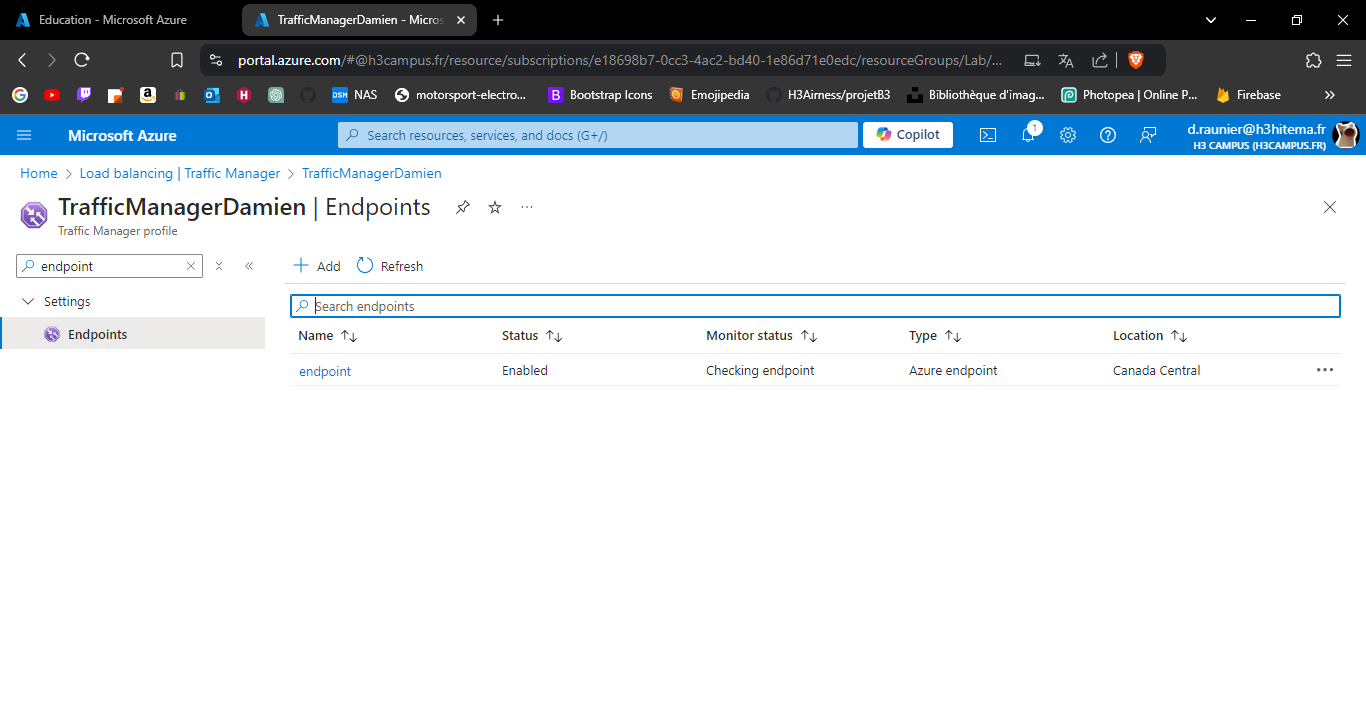 Education - Microsoft Azure
TrafficManagerDamien - Micros
portal.azure.com/#@h3campus.fr/resource/subscriptions/e18698b7-0cc3-4ac2-bd40-1e86d71e0edc/resourceGroups/Lab/...
DSM NAS
motorsport-electro...
B Bootstrap Icons
Emojipedia
H3Airness/projetB3
Bibliothèque d'imag...
Photopea | Online P...
Firebase
Microsoft Azure
Search resources, services, and docs (G+/)
Copilot
1
d.raunier@h3hitema.fr
H3 CAMPUS (H3CAMPUS.FR)
Home > Load balancing | Traffic Manager > TrafficManagerDamien
TrafficManagerDamien | Endpoints
Traffic Manager profile
endpoint
Add
Refresh
Settings
Endpoints
Search endpoints
Name Status Monitor status Type Location
endpoint Enabled Checking endpoint Azure endpoint Canada Central